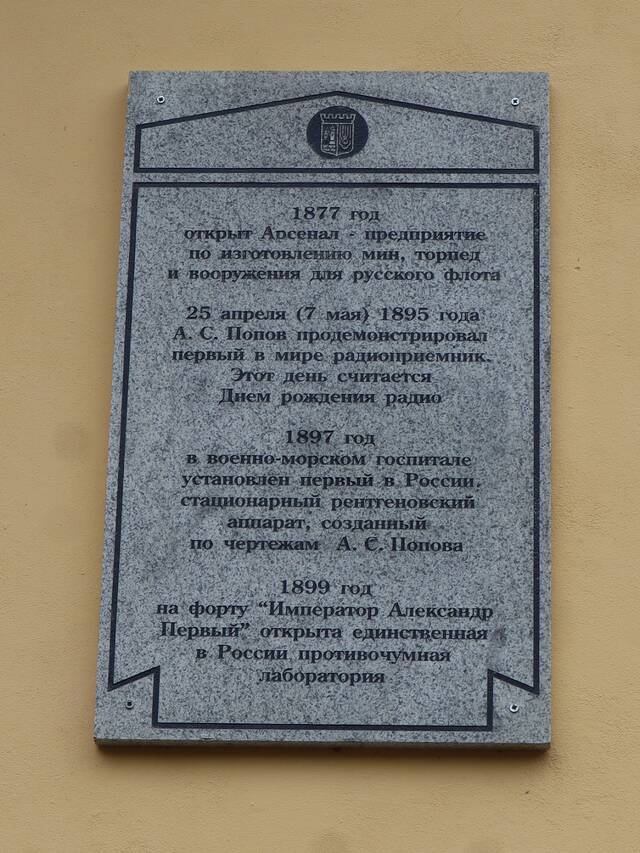 1877 год
открыт Арсенал - предприятие
по изготовлению мин, торпед
и вооружения для русского флота
25 апреля (7 мая) 1895 года
А. С. Попов продемонстрировал
первый в мире радиоприемник.
Этот день считается
Днем рождения радио
1897 год
в военно-морском госпитале
установлен первый в России.
стационарный рентгеновский
аппарат, созданный
по чертежам А. С. Попова
1899 год
на форту “Император Александр
Первый” открыта единственная
в России противочумная
лаборатория